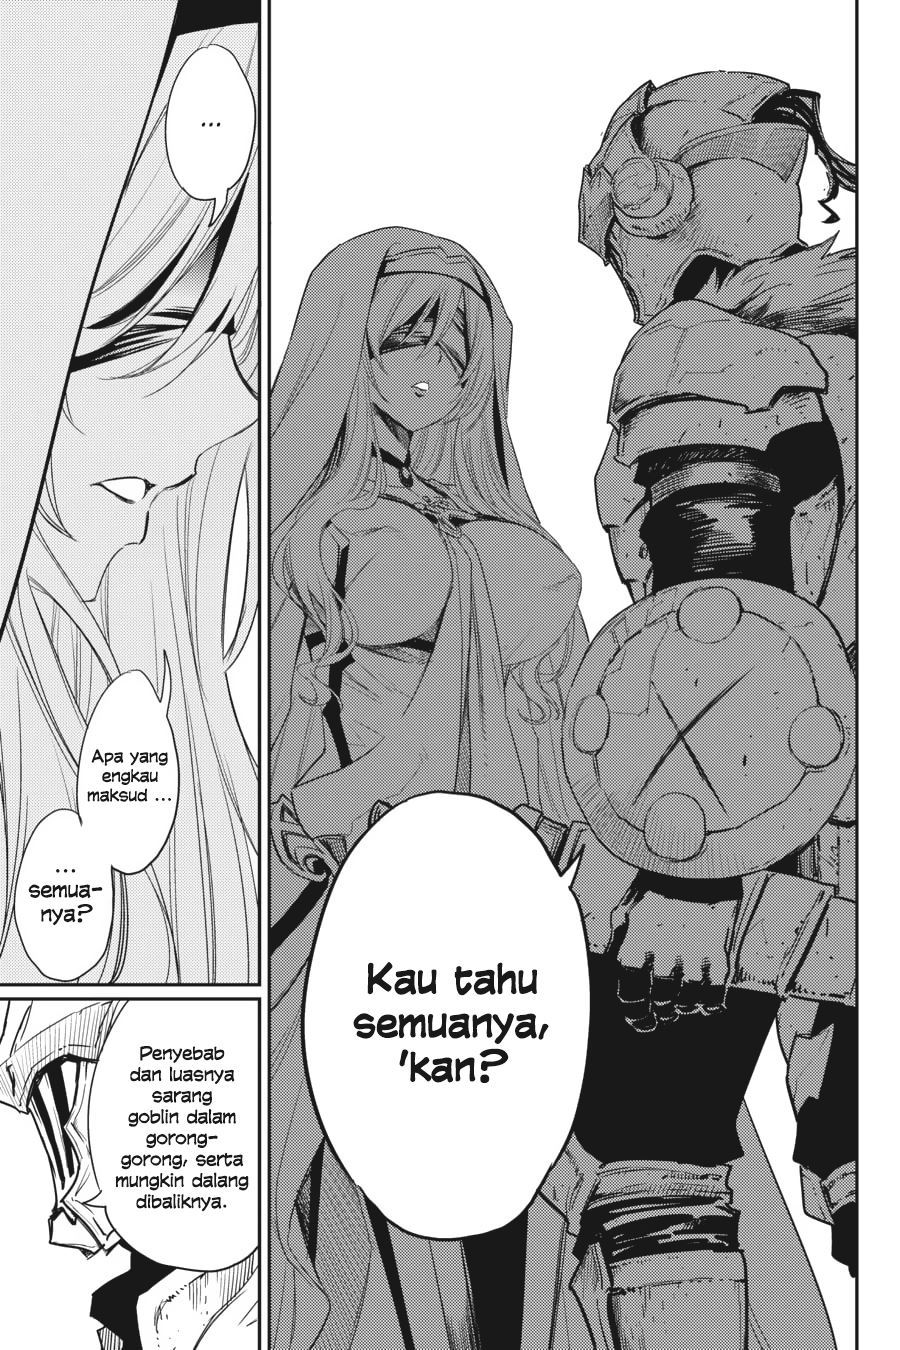 Kau tahu
semuanya,
'kan?
...
Apa yang
engkau
maksud ...
...
semua-
nya?
Penyebab
dan luasnya
sarang
goblin dalam
gorong-
gorong, serta
mungkin dalang
dibaliknya.